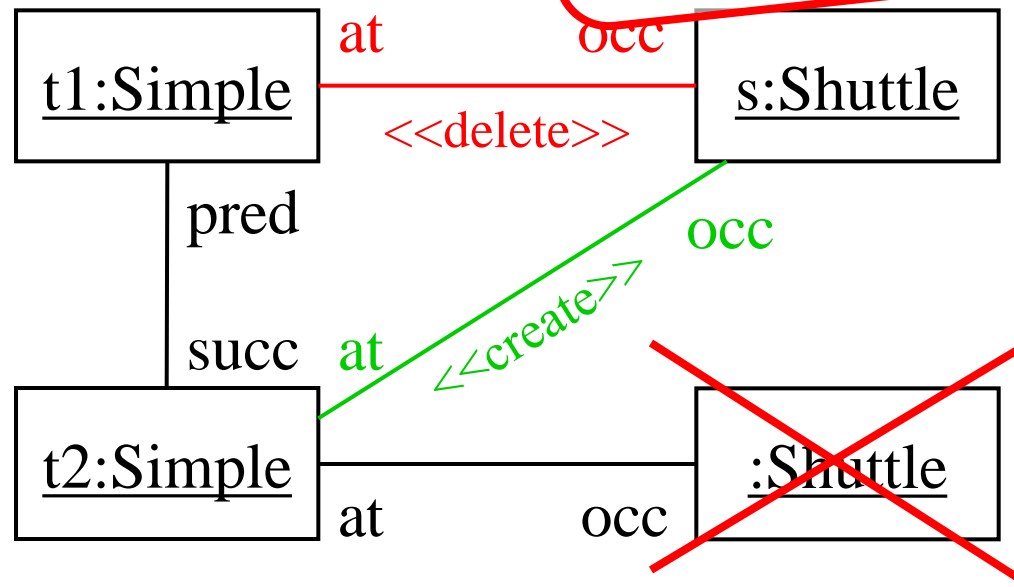 at occ
t1:Simple s:Shuttle
<<delete>>
pred
occ
<<create>>
succ at
t2:Simple :Shuttle
at occ